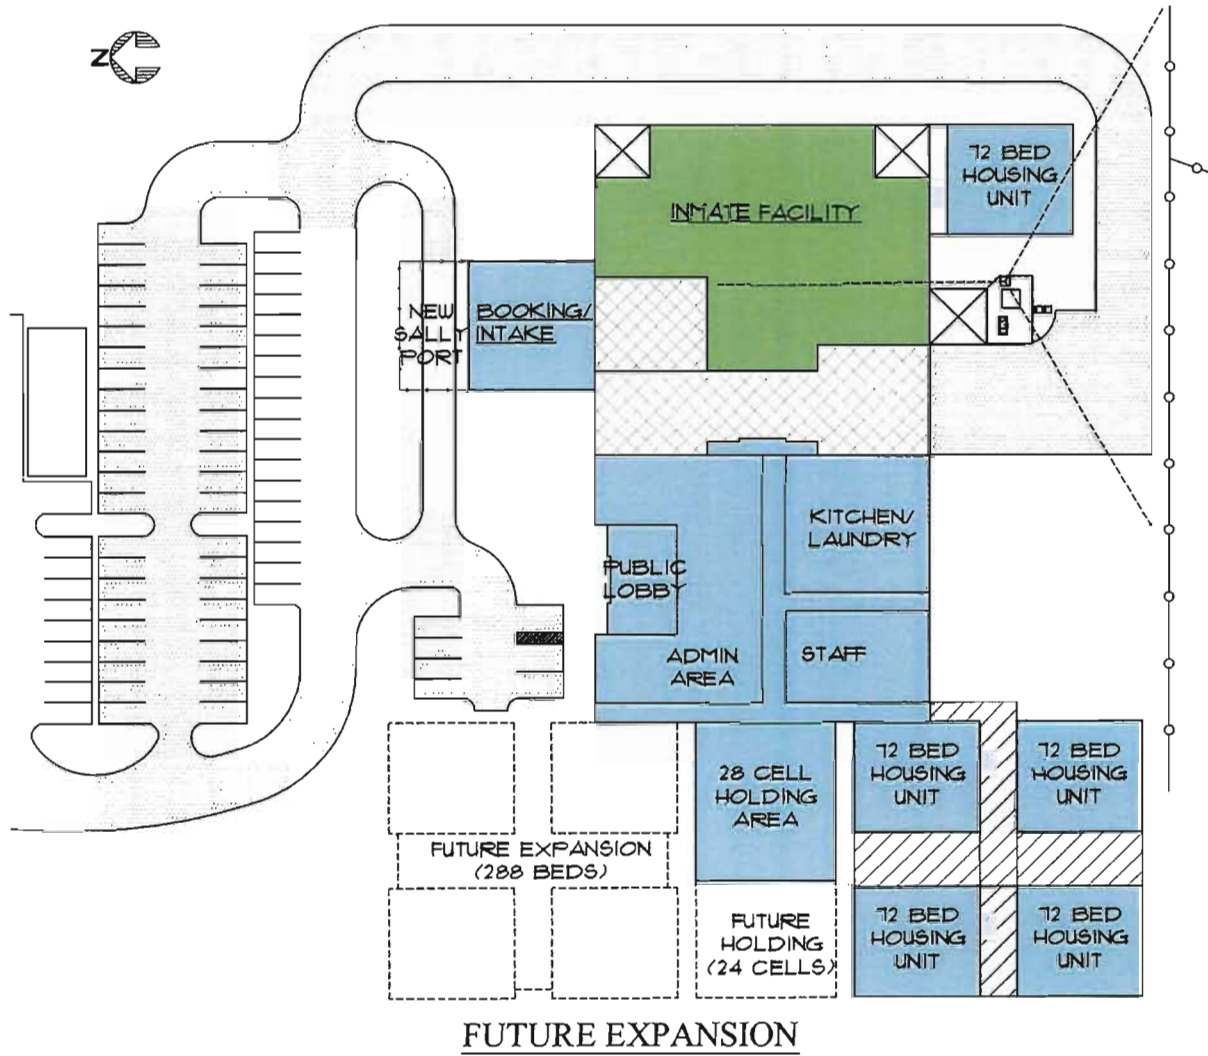 N
72 BED
HOUSING
UNIT
INMATE FACILITY
NEW
SALLY
PORT
BOOKING/
INTAKE
KITCHEN/
LAUNDRY
PUBLIC
LOBBY
ADMIN
AREA
STAFF
28 CELL
HOLDING
AREA
72 BED
HOUSING
UNIT
72 BED
HOUSING
UNIT
FUTURE EXPANSION
(288 BEDS)
FUTURE
HOLDING
(24 CELLS)
72 BED
HOUSING
UNIT
72 BED
HOUSING
UNIT
FUTURE EXPANSION